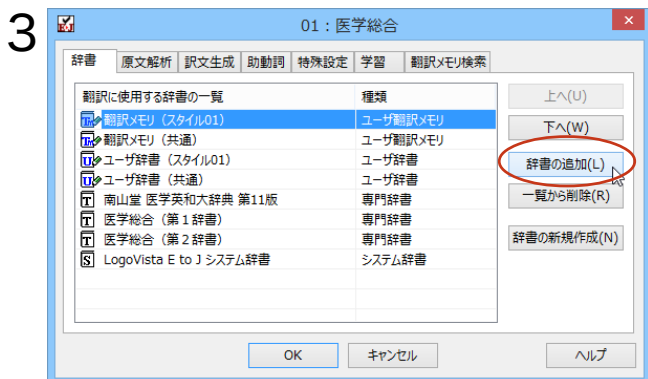 3
01：医学総合
辞書 原文解析 訳文生成 助動詞 特殊設定 学習 翻訳メモリ検索
翻訳に使用する辞書の一覧 種類
翻訳メモリ（スタイル01） ユーザ翻訳メモリ
翻訳メモリ（共通） ユーザ翻訳メモリ
ユーザ辞書（スタイル01） ユーザ辞書
ユーザ辞書（共通） ユーザ辞書
南山堂 医学英和大辞典 第11版 専門辞書
医学総合（第１辞書） 専門辞書
医学総合（第２辞書） 専門辞書
LogoVista E to J システム辞書 システム辞書
上へ(U)
下へ(W)
辞書の追加(L)
一覧から削除(R)
辞書の新規作成(N)
OK キャンセル ヘルプ